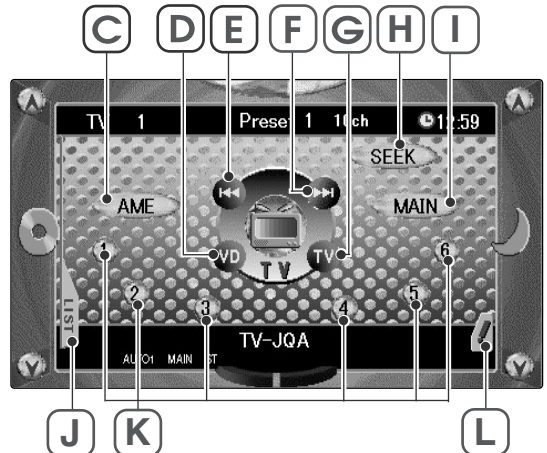 C D E F G H I
TV 1 Preset 1 10ch 12:59
SEEK
AME MAIN
VD TV
TV
1 6
2 5
3 4
LIST
TV-JQA
AUTO1 MAIN ST
J K L